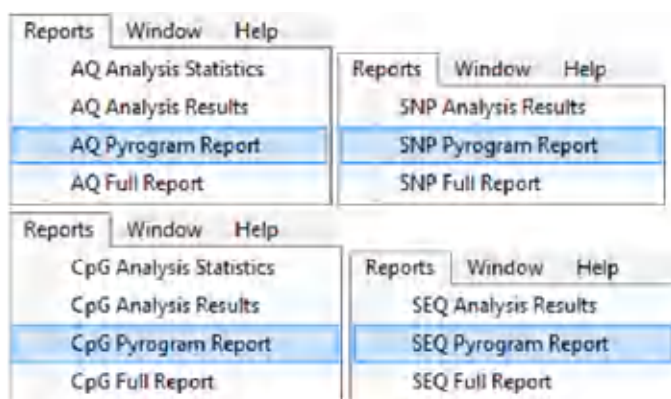 Reports Window Help
AQ Analysis Statistics
AQ Analysis Results
AQ Pyrogram Report
AQ Full Report
Reports Window Help
SNP Analysis Results
SNP Pyrogram Report
SNP Full Report
Reports Window Help
CpG Analysis Statistics
CpG Analysis Results
CpG Pyrogram Report
CpG Full Report
Reports Window Help
SEQ Analysis Results
SEQ Pyrogram Report
SEQ Full Report